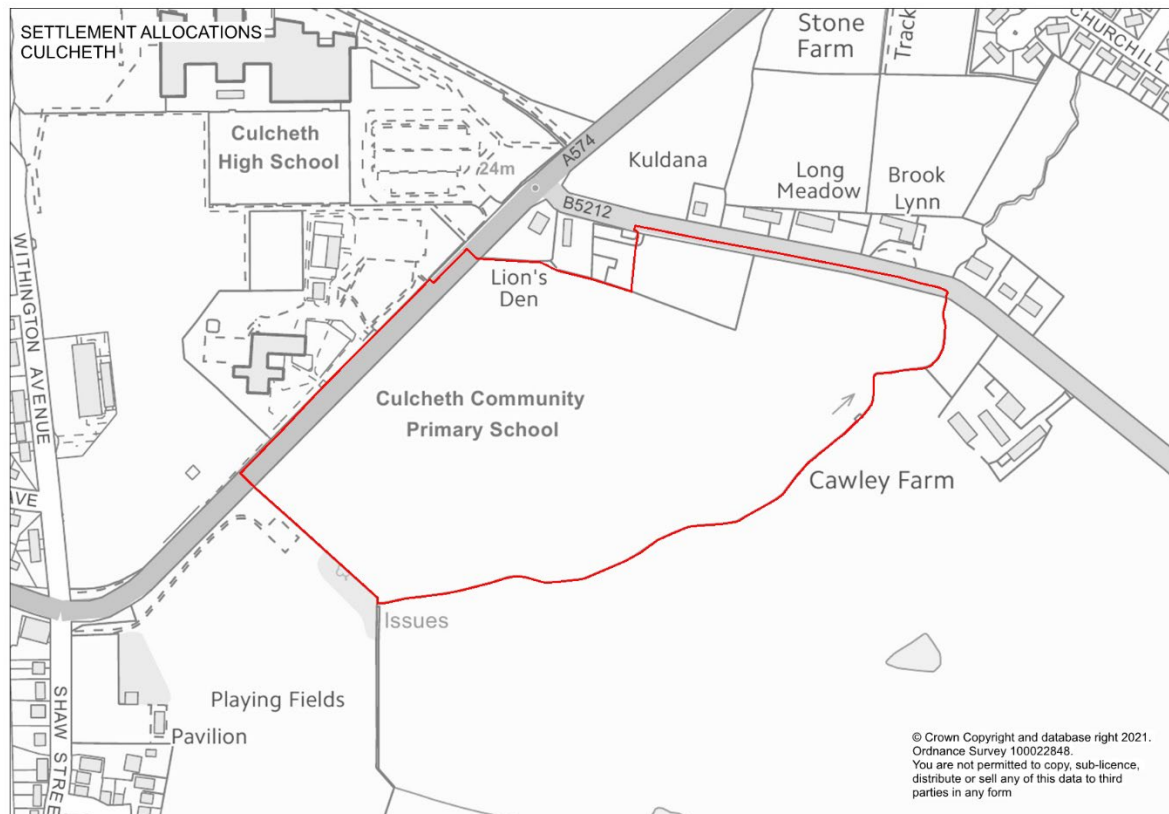 SETTLEMENT ALLOCATIONS
CULCHETH
Stone
Farm
Track
CHURCHILL
Culcheth
High School
24m
A574
Kuldana
Long
Meadow
Brook
Lynn
B5212
WITHINGTON AVENUE
Lion's
Den
Culcheth Community
Primary School
Cawley Farm
AVE
Issues
Playing Fields
Pavilion
SHAW STREE
© Crown Copyright and database right 2021.
Ordnance Survey 100022848.
You are not permitted to copy, sub-licence,
distribute or sell any of this data to third
parties in any form